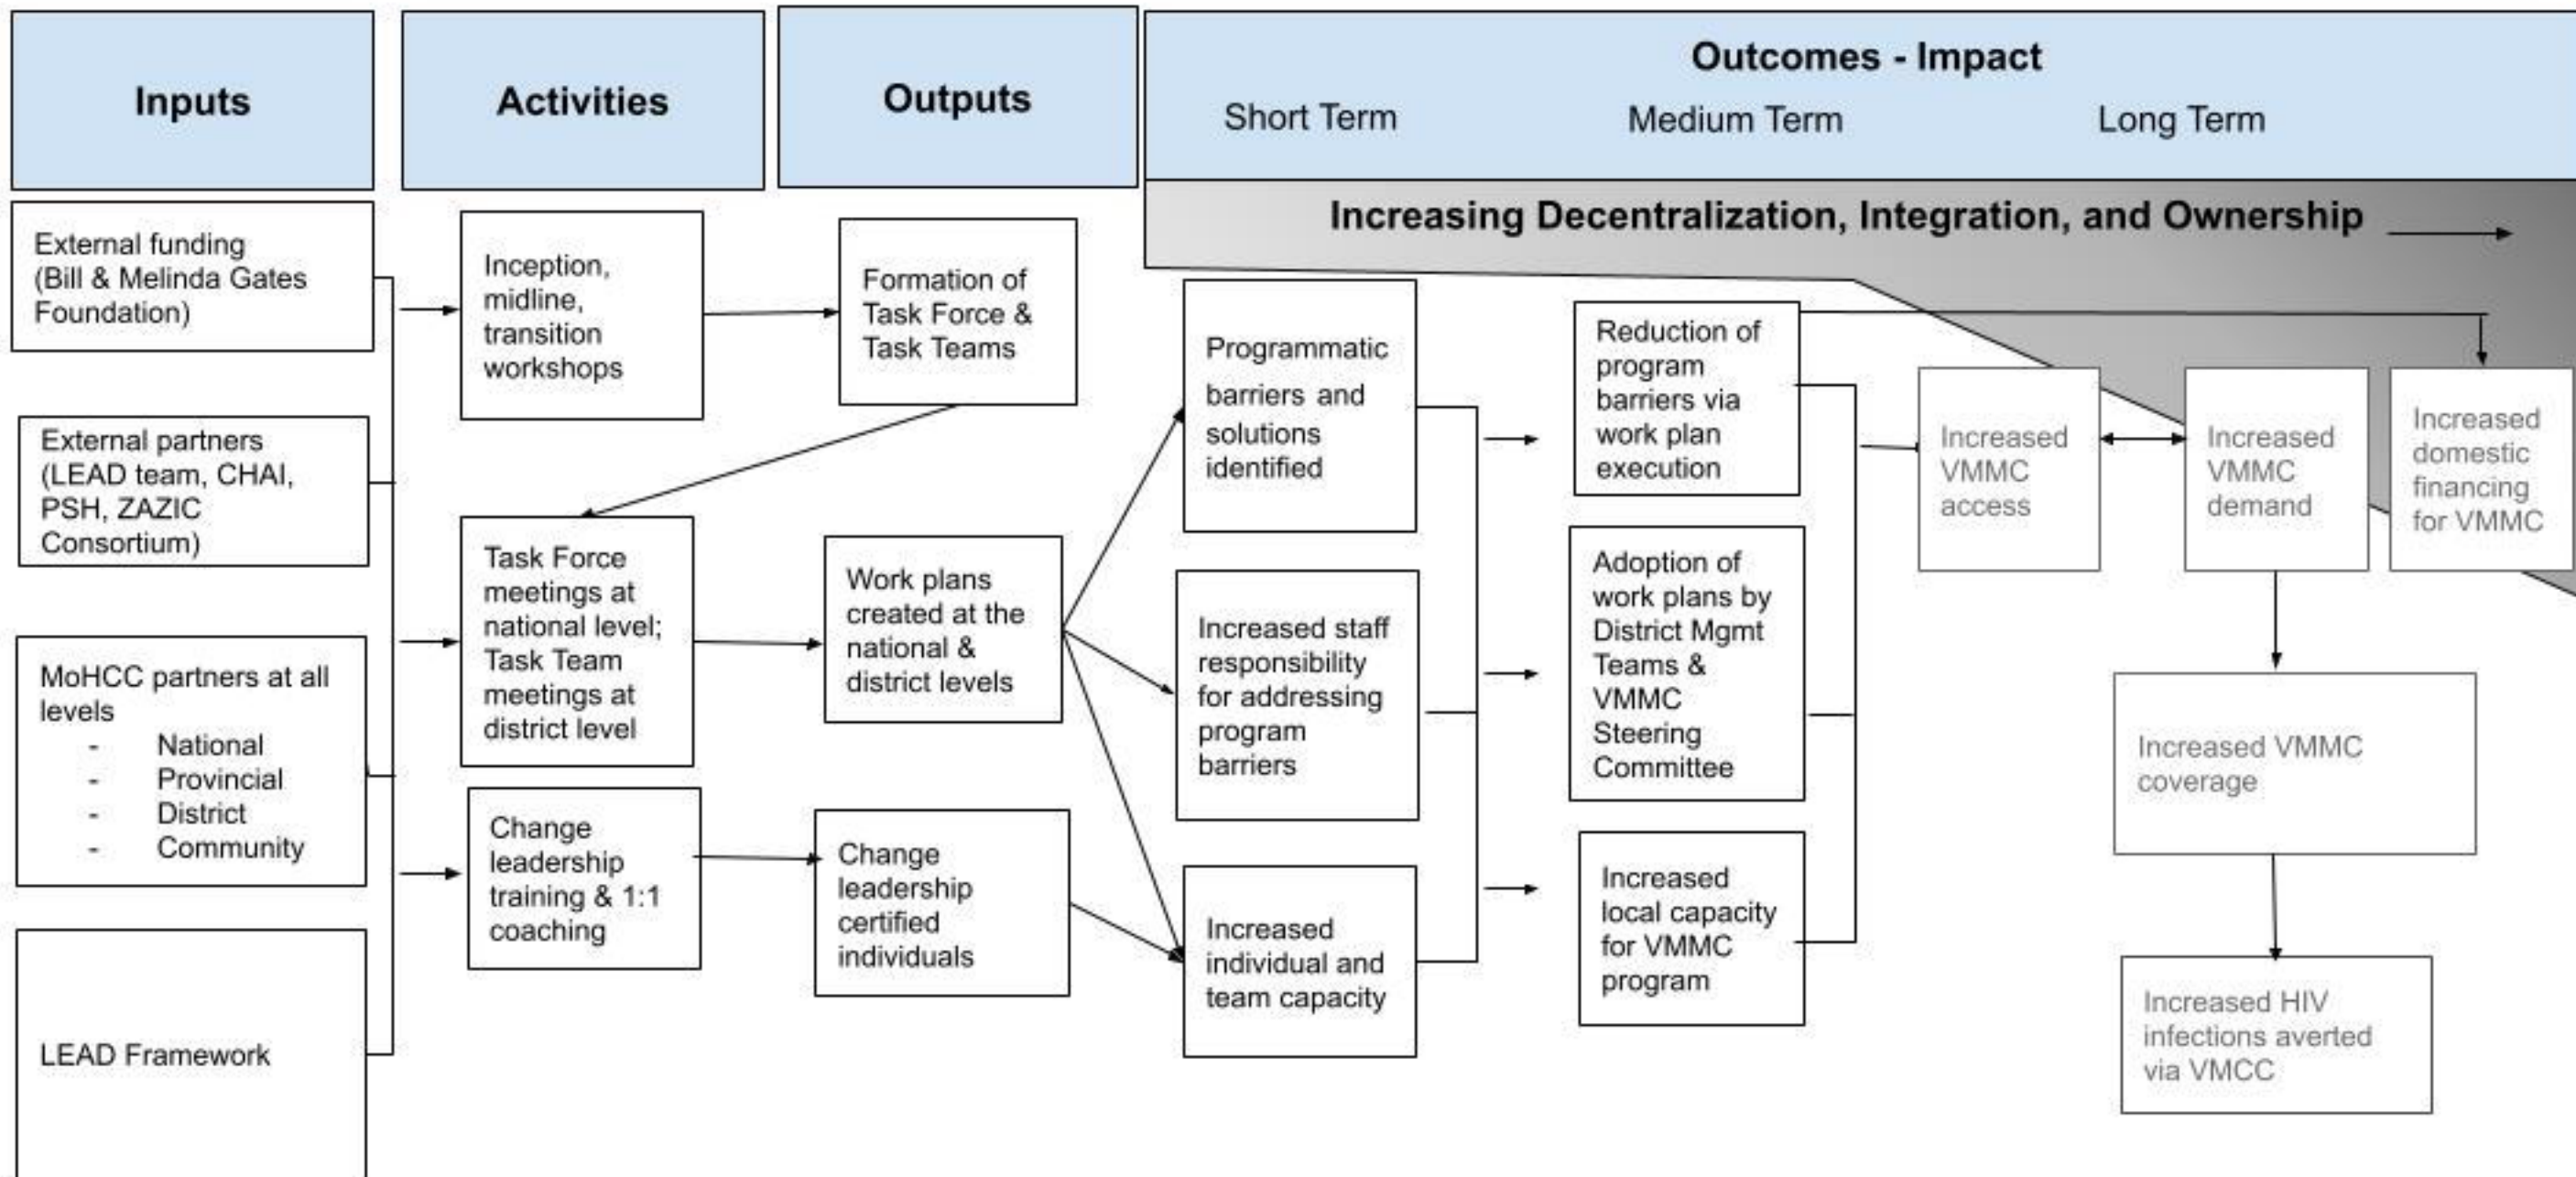 Inputs
Activities
Outputs
Outcomes - Impact
Short Term
Medium Term
Long Term
Increasing Decentralization, Integration, and Ownership
External funding
(Bill & Melinda Gates
Foundation)
External partners
(LEAD team, CHAI,
PSH, ZAZIC
Consortium)
MoHCC partners at all
levels
- National
- Provincial
- District
- Community
LEAD Framework
Inception,
midline,
transition
workshops
Task Force
meetings at
national level;
Task Team
meetings at
district level
Change
leadership
training & 1:1
coaching
Formation of
Task Force &
Task Teams
Work plans
created at the
national &
district levels
Change
leadership
certified
individuals
Programmatic
barriers and
solutions
identified
Increased staff
responsibility
for addressing
program
barriers
Increased
individual and
team capacity
Reduction of
program
barriers via
work plan
execution
Adoption of
work plans by
District Mgmt
Teams &
VMMC
Steering
Committee
Increased
local capacity
for VMMC
program
Increased
VMMC
access
Increased
VMMC
demand
Increased
domestic
financing
for VMMC
Increased VMMC
coverage
Increased HIV
infections averted
via VMCC